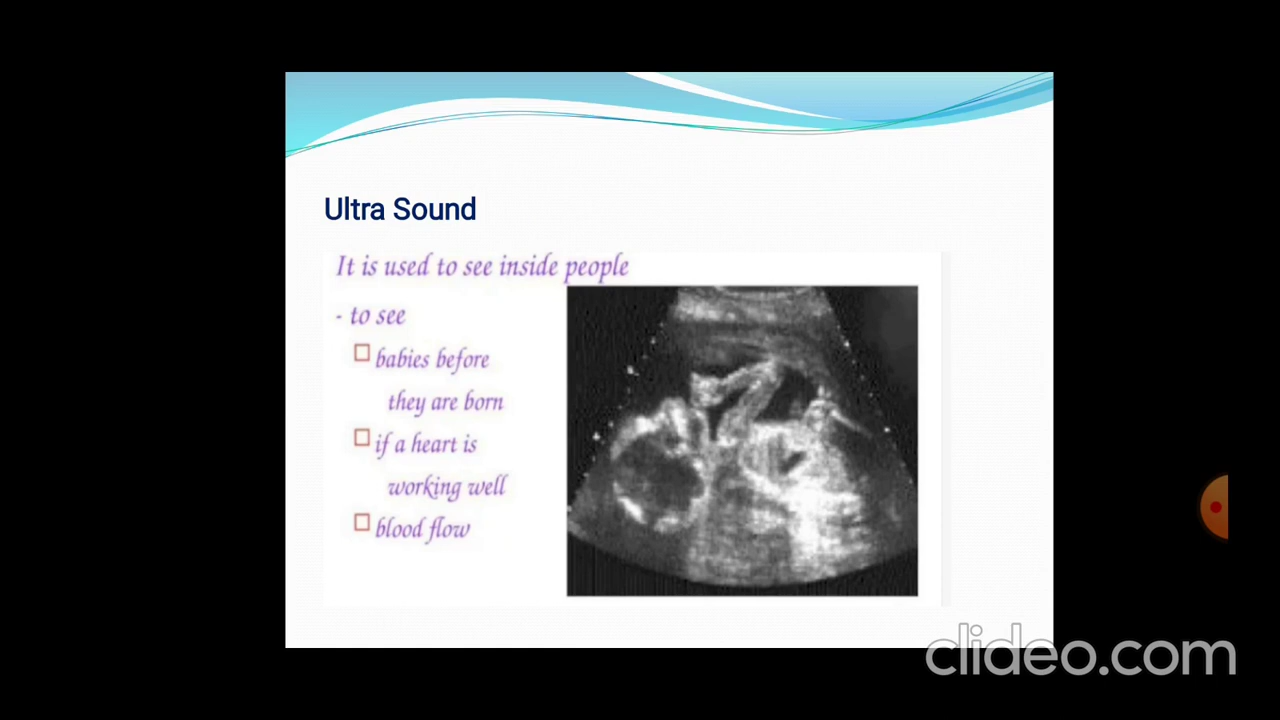 Ultra Sound
It is used to see inside people
- to see
babies before
they are born
if a heart is
working well
blood flow
clideo.com